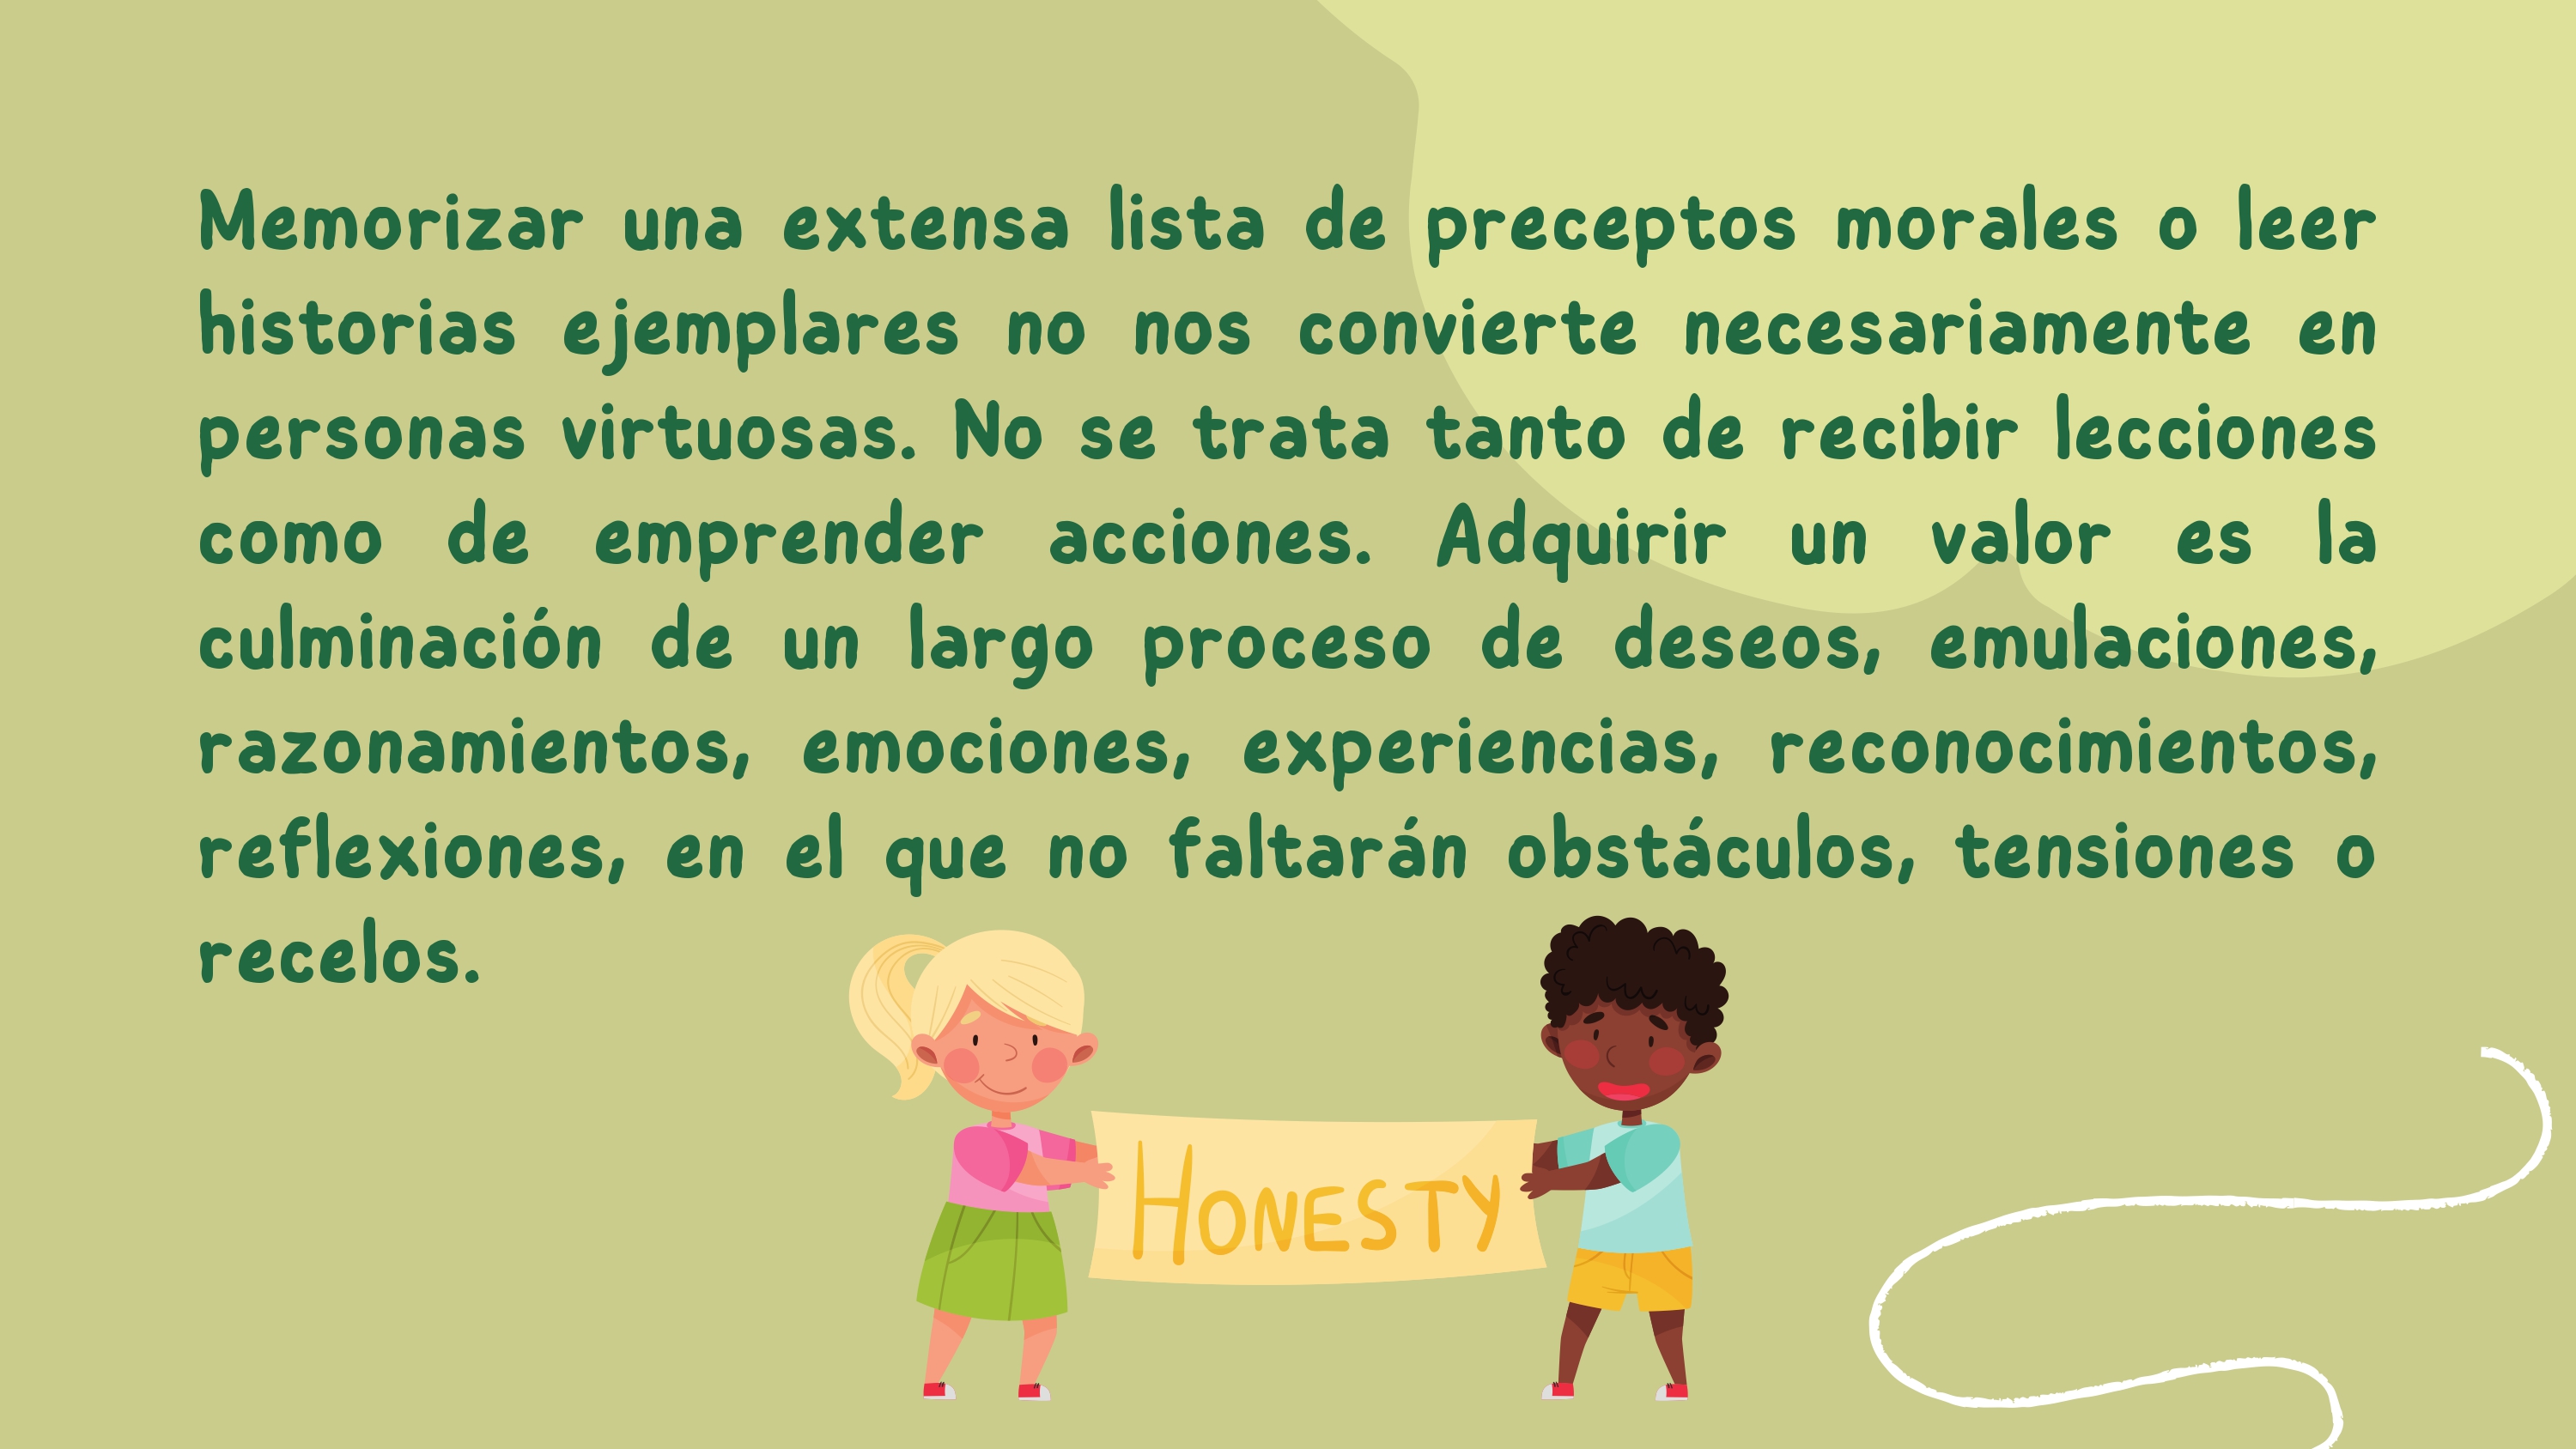 Memorizar una extensa lista de preceptos morales o leer
historias ejemplares no nos convierte necesariamente en
personas virtuosas. No se trata tanto de recibir lecciones
como de emprender acciones. Adquirir un valor es la
culminación de un largo proceso de deseos, emulaciones,
razonamientos, emociones, experiencias, reconocimientos,
reflexiones, en el que no faltarán obstáculos, tensiones o
recelos.
HONESTY